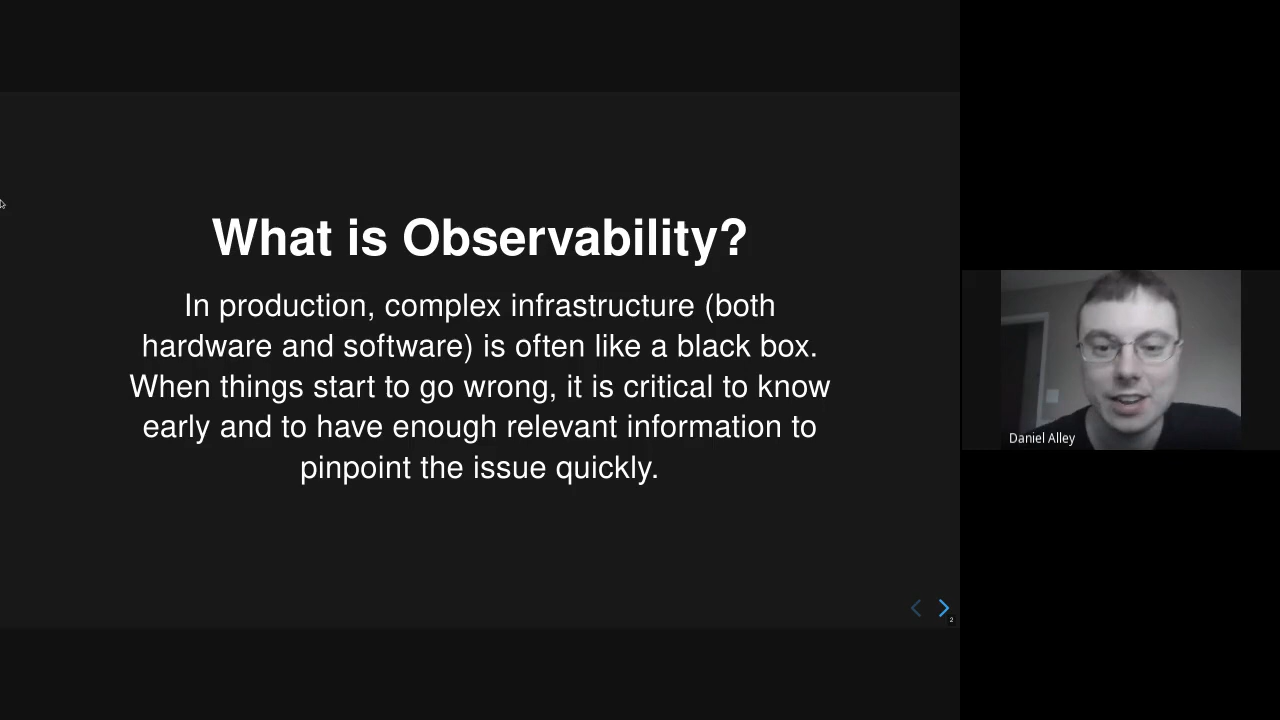 What is Observability?
In production, complex infrastructure (both
hardware and software) is often like a black box.
When things start to go wrong, it is critical to know
early and to have enough relevant information to
pinpoint the issue quickly.
2
Daniel Alley